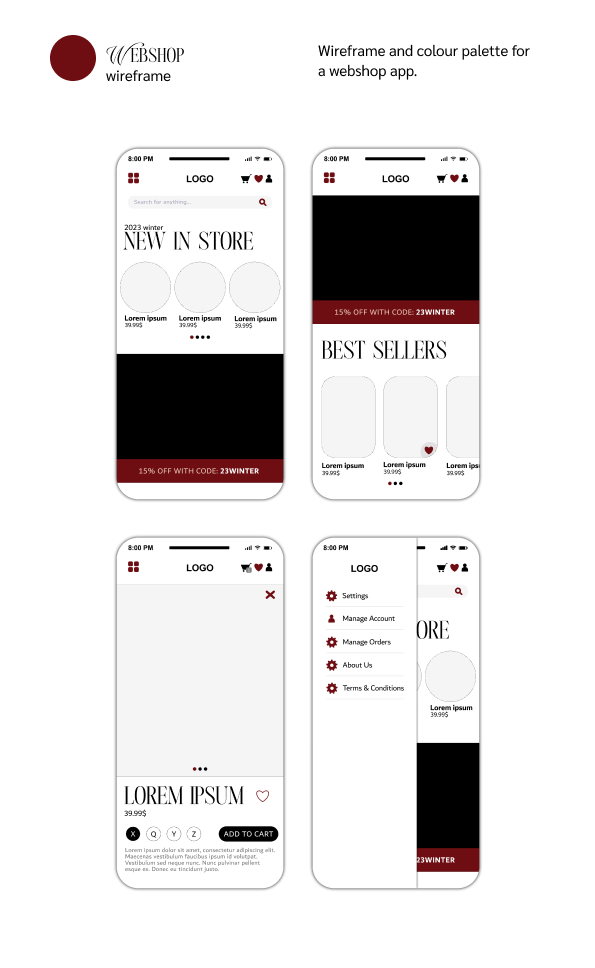 WEBSHOP
wireframe
Wireframe and colour palette for
a webshop app.
8:00 PM
LOGO
Search for anything...
2023 winter
NEW IN STORE
Lorem ipsum Lorem ipsum Lorem ipsum
39.99$ 39.99$ 39.99$
15% OFF WITH CODE: 23WINTER
8:00 PM
LOGO
15% OFF WITH CODE: 23WINTER
BEST SELLERS
Lorem ipsum Lorem ipsum Lorem ips
39.99$ 39.99$ 39.99$
8:00 PM
LOGO
LOREM IPSUM
39.99$
X Q Y Z ADD TO CART
Lorem ipsum dolor sit amet, consectetur adipiscing elit.
Maecenas vestibulum faucibus ipsum id volutpat.
Vestibulum sed neque nunc. Nunc pulvinar pellent
esque ex. Donec eu tincidunt justo.
8:00 PM
LOGO
Settings
Manage Account
Manage Orders
About Us
Terms & Conditions
ORE
Lorem ipsum
39.99$
23WINTER